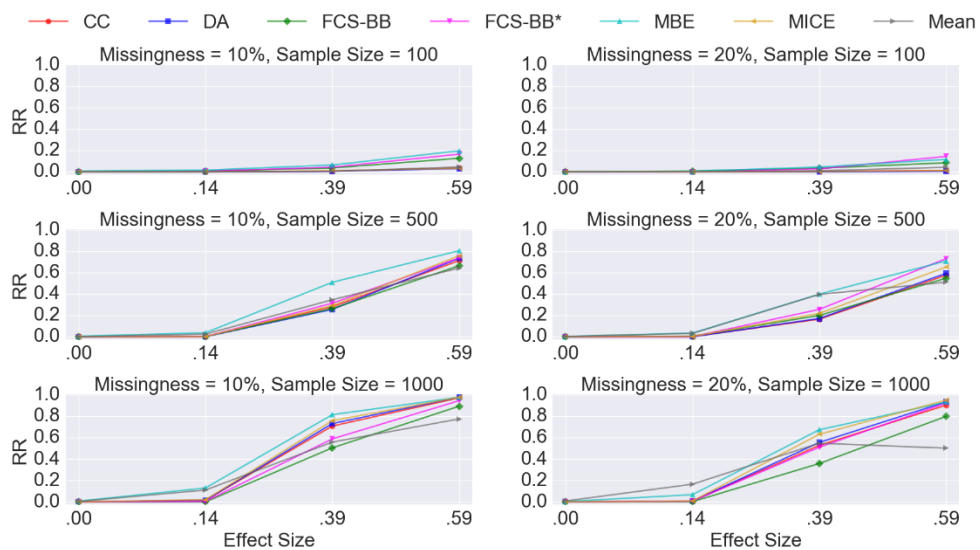 CC DA FCS-BB FCS-BB* MBE MICE Mean
Missingness = 10%, Sample Size = 100
RR
1.0
0.8
0.6
0.4
0.2
0.0
.00 .14 .39 .59
Missingness = 20%, Sample Size = 100
1.0
0.8
0.6
0.4
0.2
0.0
.00 .14 .39 .59
Missingness = 10%, Sample Size = 500
RR
1.0
0.8
0.6
0.4
0.2
0.0
.00 .14 .39 .59
Missingness = 20%, Sample Size = 500
1.0
0.8
0.6
0.4
0.2
0.0
.00 .14 .39 .59
Missingness = 10%, Sample Size = 1000
RR
1.0
0.8
0.6
0.4
0.2
0.0
.00 .14 .39 .59
Effect Size
Missingness = 20%, Sample Size = 1000
1.0
0.8
0.6
0.4
0.2
0.0
.00 .14 .39 .59
Effect Size